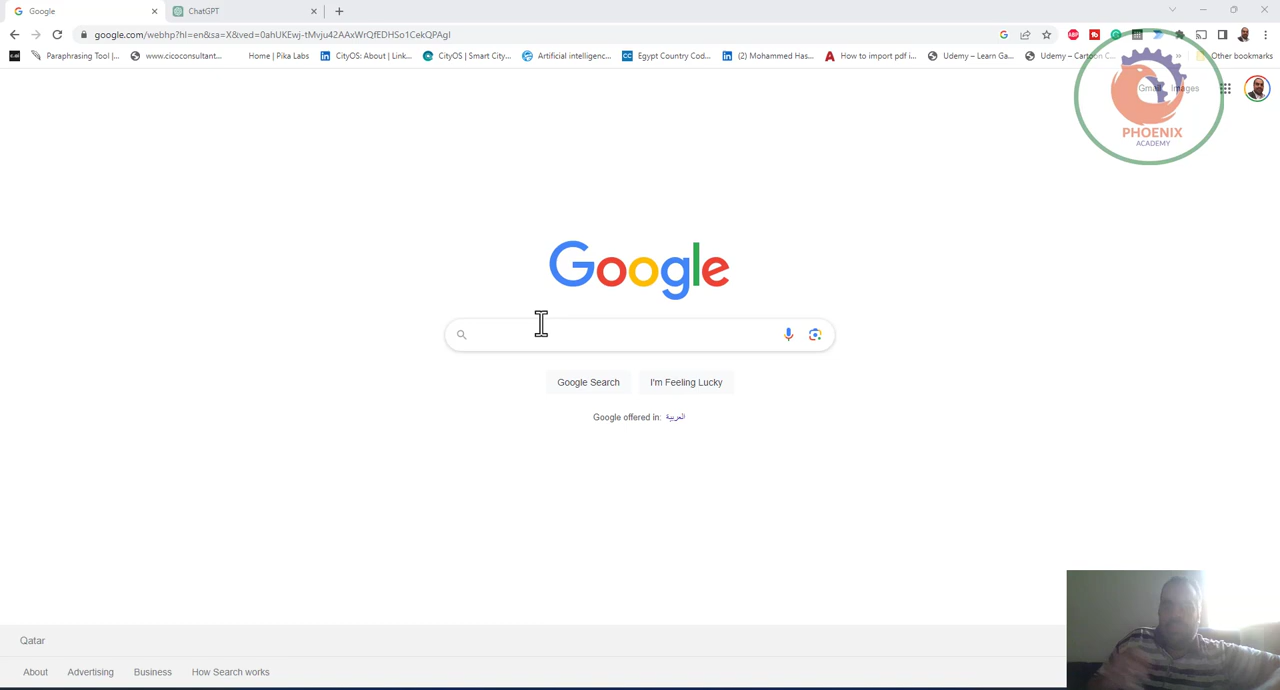 Google
ChatGPT
google.com/webhp?hl=en&sa=X&ved=0ahUKEwj-tMvju42AAxWrQfEDHSo1CekQPAgI
Paraphrasing Tool |...
www.cicoconsultant...
Home | Pika Labs
CityOS: About | Link...
CityOS | Smart City...
Artificial intelligenc...
Egypt Country Cod...
(2) Mohammed Has...
How to import pdf i...
Udemy – Learn Ga...
Udemy – Cartoon C...
Other bookmarks
Gmail
Images
PHOENIX
ACADEMY
Google
Google Search
I'm Feeling Lucky
Google offered in: العربية
Qatar
About
Advertising
Business
How Search works